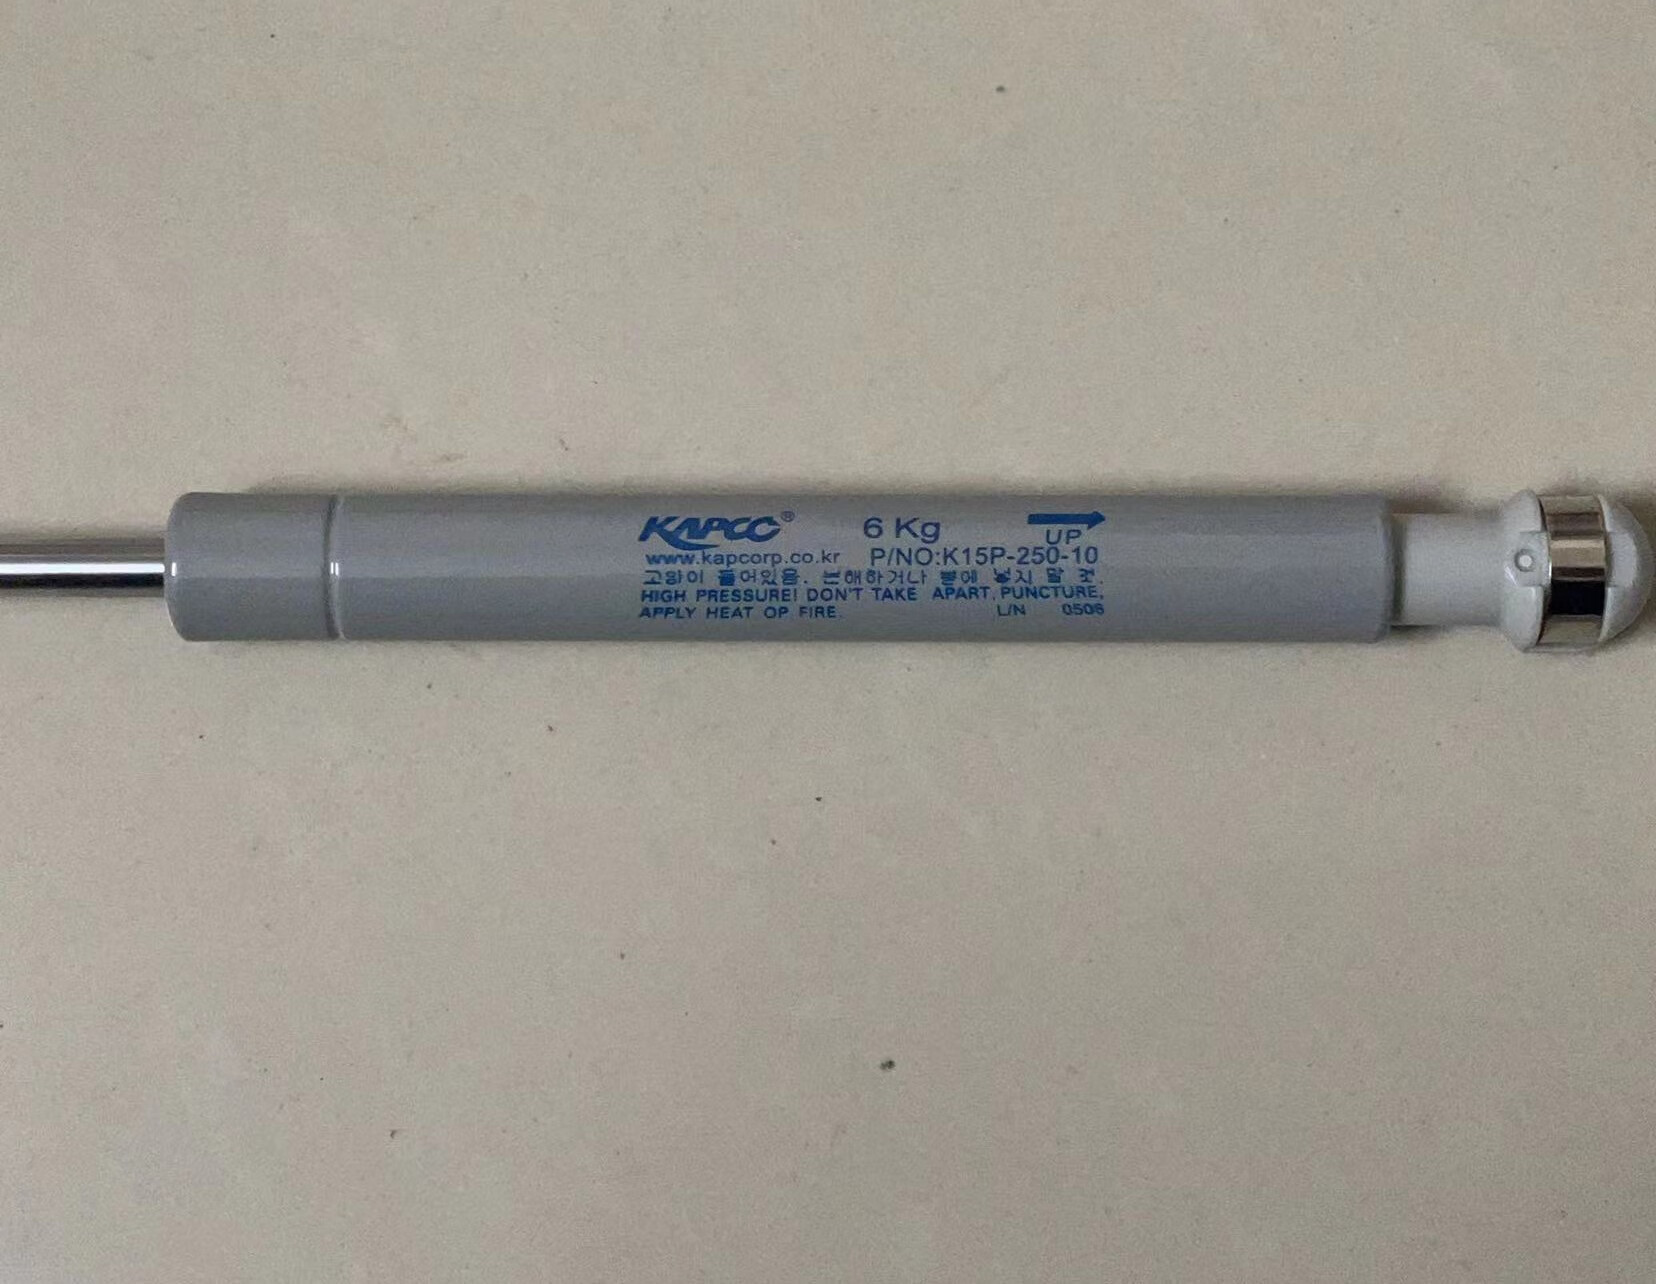 KAPCO® 6 Kg UP
www.kapcorp.co.kr P/NO:K15P-250-10
고압이 들어있음. 분해하거나 불에 넣지 말 것.
HIGH PRESSURE! DON'T TAKE APART, PUNCTURE,
APPLY HEAT OP FIRE. L/N 0506